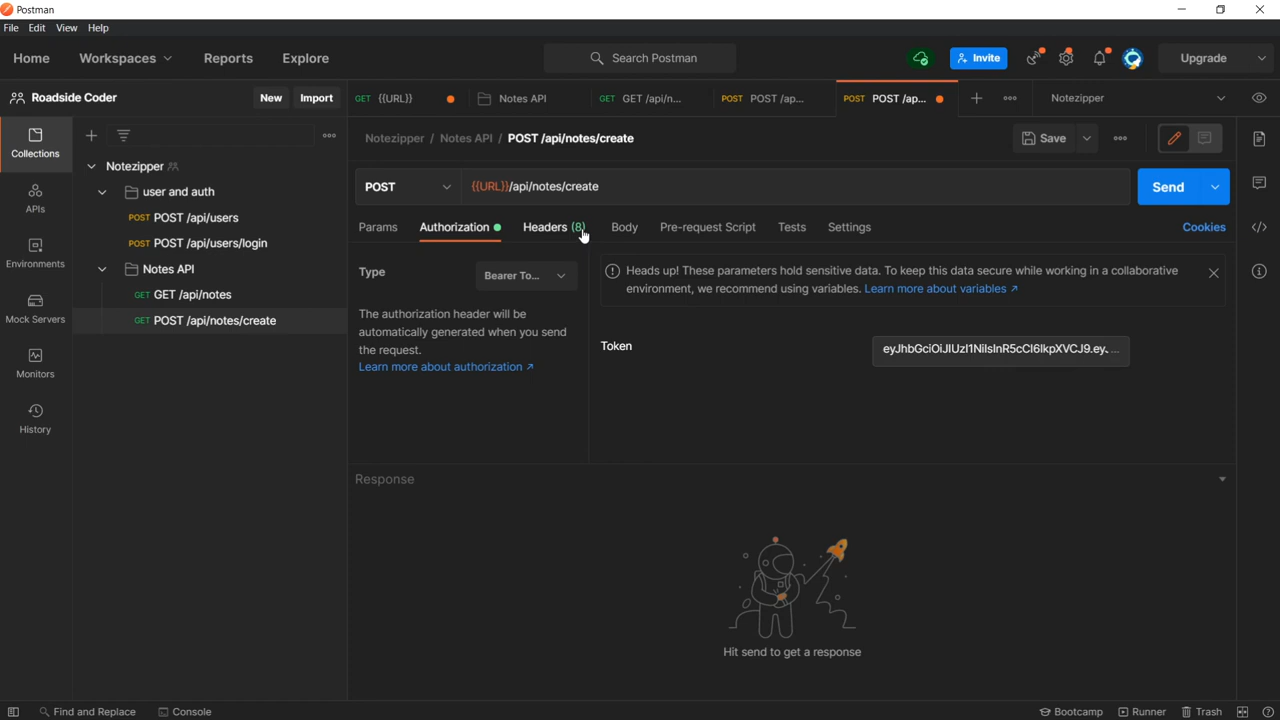 Postman
File Edit View Help
Home Workspaces Reports Explore Search Postman Invite Upgrade
Roadside Coder New Import GET {{URL}} Notes API GET GET /api/n... POST POST /ap... POST POST /ap... Notezipper
Collections
APIs
Environments
Mock Servers
Monitors
History
Notezipper
user and auth
POST POST /api/users
POST POST /api/users/login
Notes API
GET GET /api/notes
GET POST /api/notes/create
Notezipper / Notes API / POST /api/notes/create Save
POST {{URL}}/api/notes/create Send
Params Authorization Headers (8) Body Pre-request Script Tests Settings Cookies
Type Bearer To...
The authorization header will be
automatically generated when you send
the request.
Learn more about authorization ↗
Heads up! These parameters hold sensitive data. To keep this data secure while working in a collaborative
environment, we recommend using variables. Learn more about variables ↗
Token eyJhbGciOiJIUzI1NiIsInR5cCI6IkpXVCJ9.ey. ...
Response
Hit send to get a response
Find and Replace Console Bootcamp Runner Trash